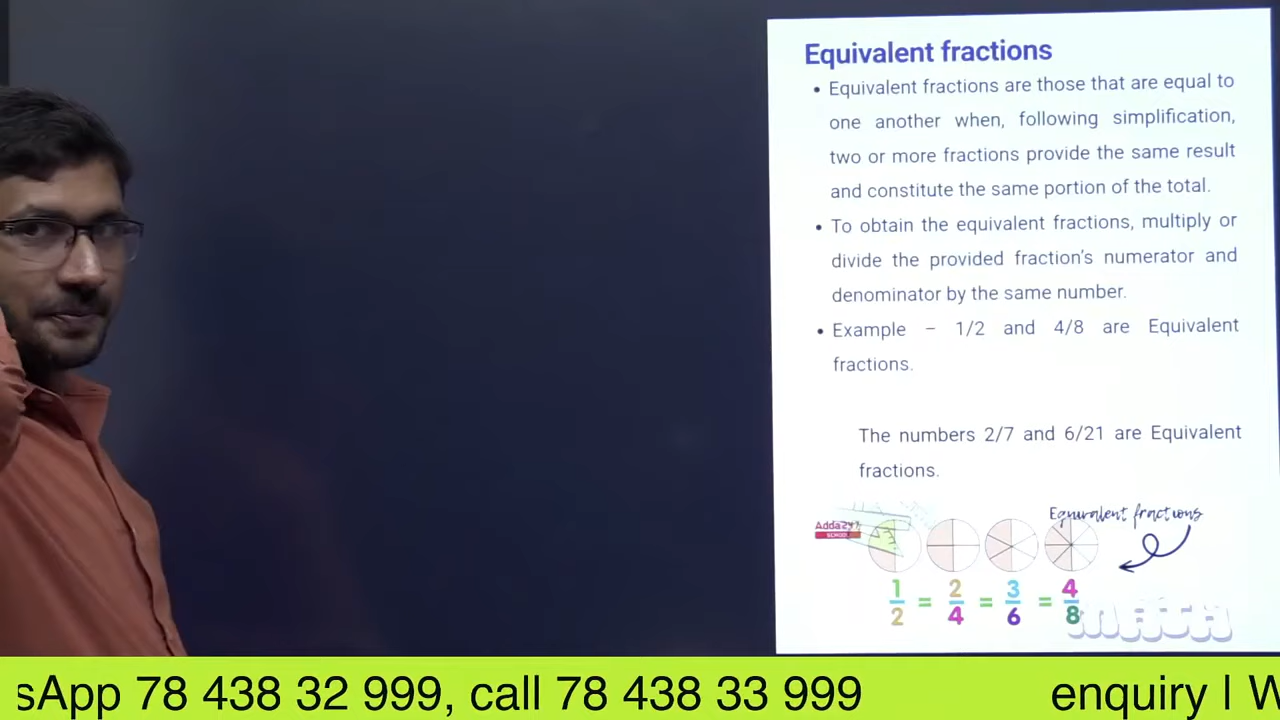 Equivalent fractions
• Equivalent fractions are those that are equal to
one another when, following simplification,
two or more fractions provide the same result
and constitute the same portion of the total.
• To obtain the equivalent fractions, multiply or
divide the provided fraction's numerator and
denominator by the same number.
• Example – 1/2 and 4/8 are Equivalent
fractions.
The numbers 2/7 and 6/21 are Equivalent
fractions.
Equivalent fractions
Adda247
SCHOOL
1/2 = 2/4 = 3/6 = 4/8
MATH
sApp 78 438 32 999, call 78 438 33 999 enquiry | W